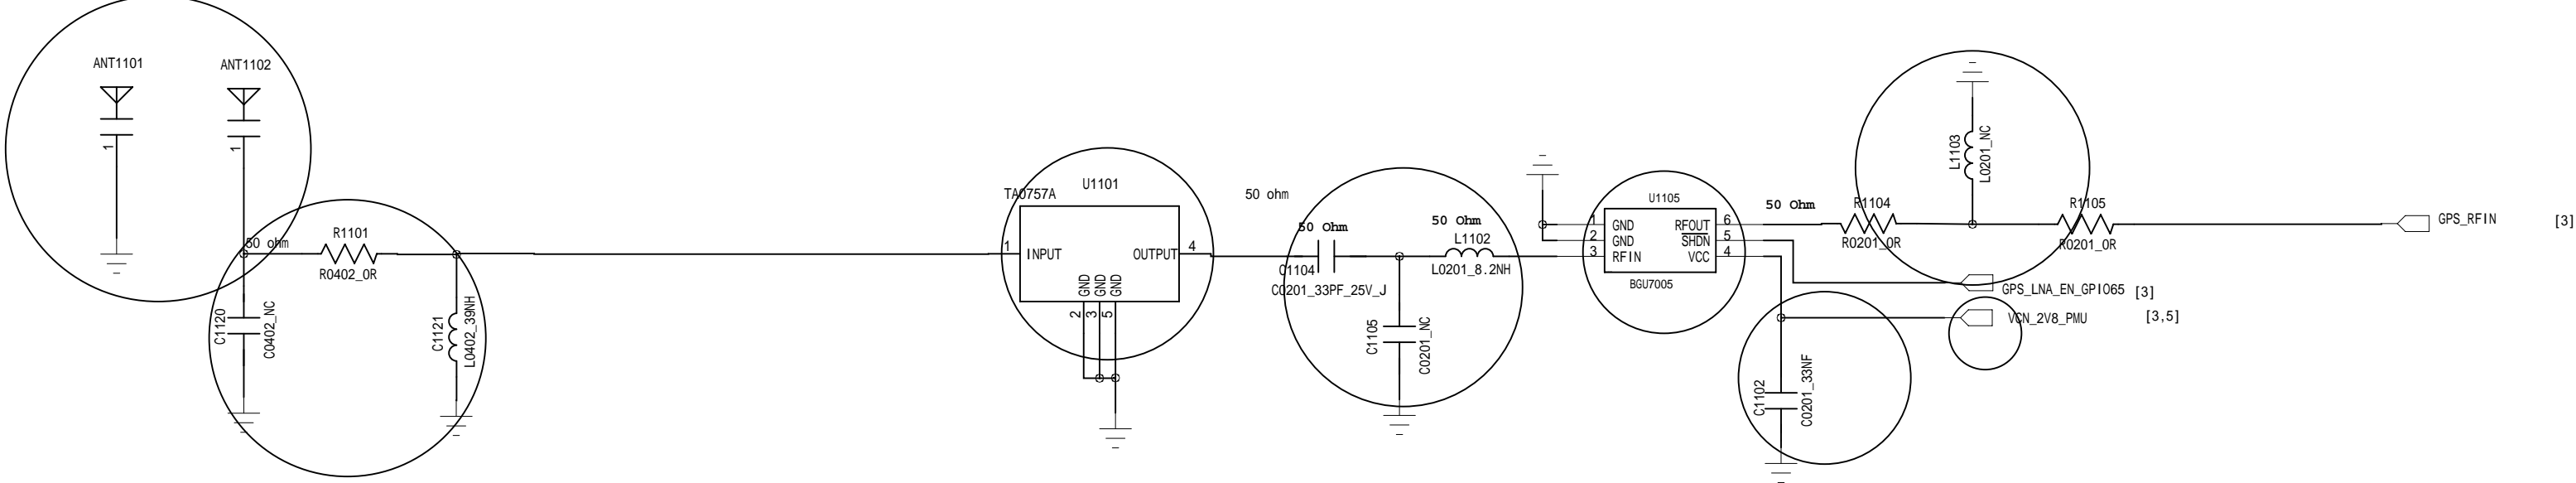 ANT1101
ANT1102
1
1
50 ohm
R1101
R0402_0R
C1120
C0402_NC
C1121
L0402_39NH
TA0757A
U1101
1
INPUT
OUTPUT
4
GND
GND
GND
2
3
5
50 ohm
50 Ohm
C1104
C0201_33PF_25V_J
50 Ohm
L1102
L0201_8.2NH
C1105
C0201_NC
U1105
1
GND
RFOUT
6
2
GND
SHDN
5
3
RFIN
VCC
4
BGU7005
50 Ohm
R1104
R0201_0R
L1103
L0201_NC
R1105
R0201_0R
GPS_RFIN [3]
GPS_LNA_EN_GPIO65 [3]
VCN_2V8_PMU [3,5]
C1102
C0201_33NF